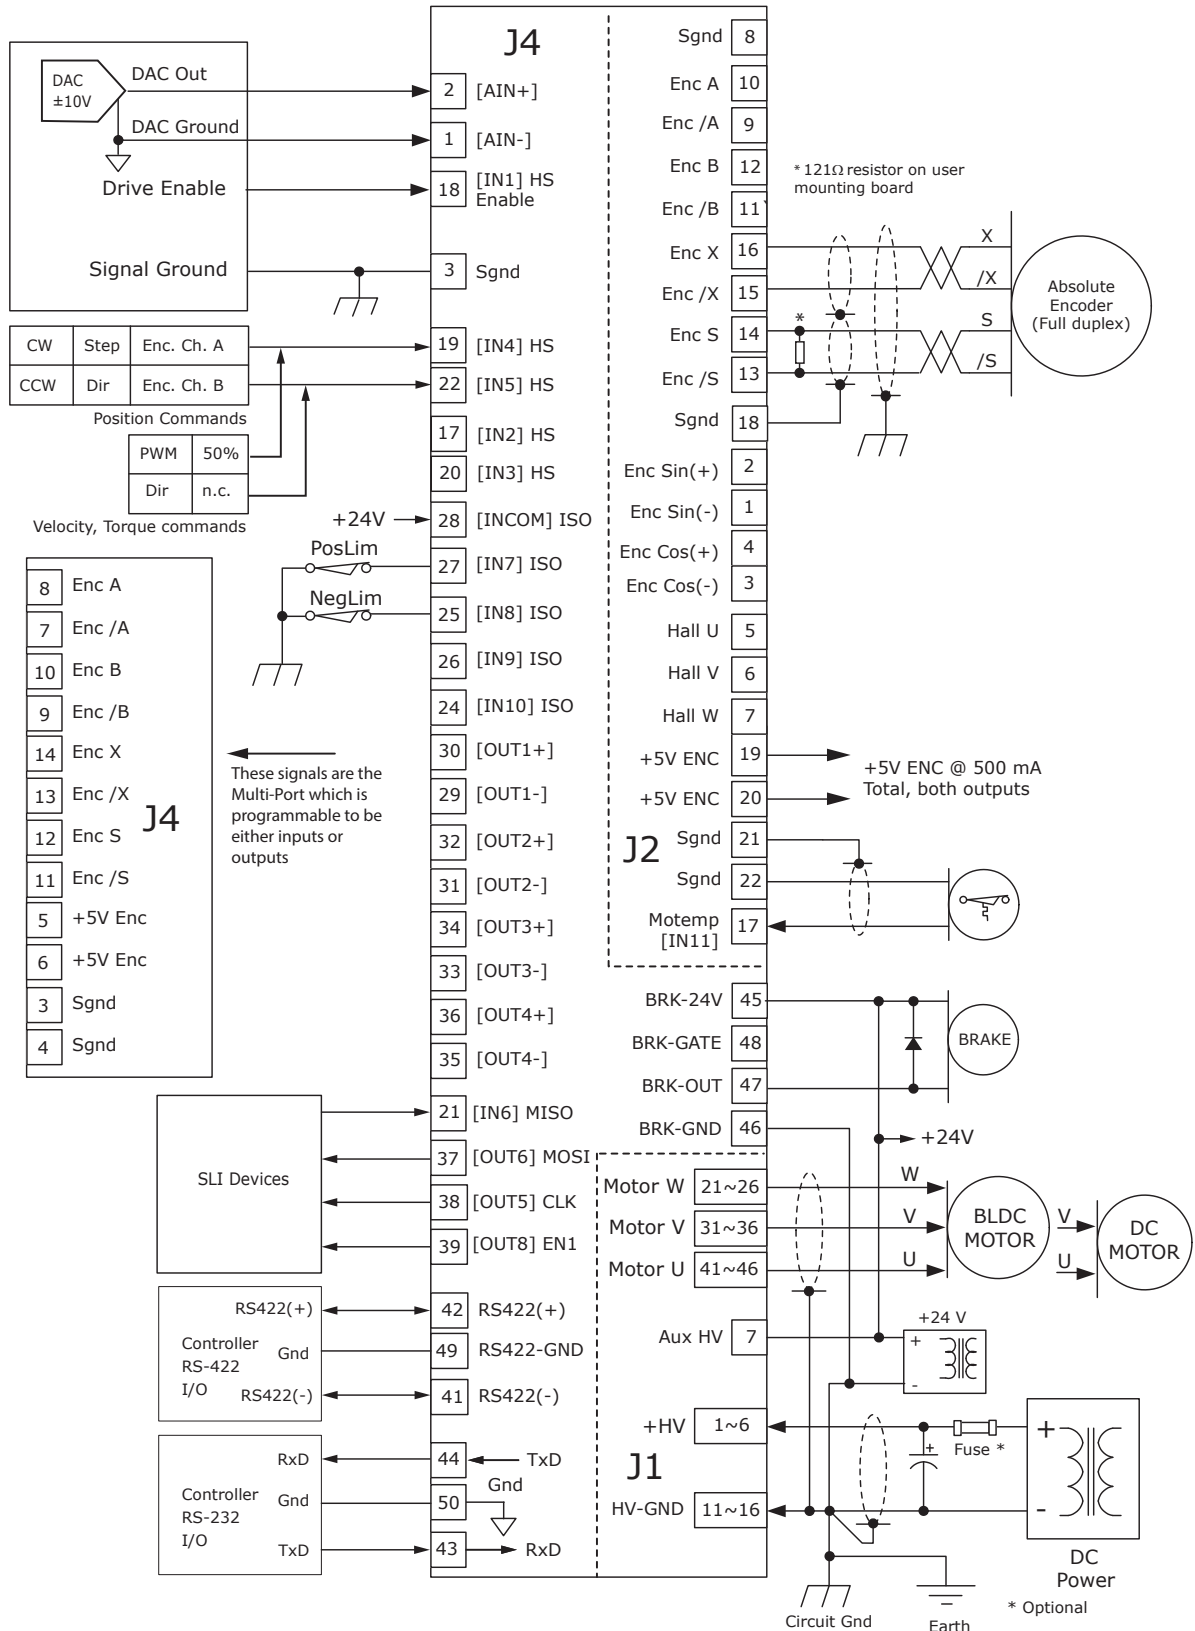 J4
DAC
±10V
DAC Out
DAC Ground
Drive Enable
Signal Ground
2 [AIN+]
1 [AIN-]
18 [IN1] HS
Enable
3 Sgnd
CW Step Enc. Ch. A
CCW Dir Enc. Ch. B
Position Commands
PWM 50%
Dir n.c.
Velocity, Torque commands
19 [IN4] HS
22 [IN5] HS
17 [IN2] HS
20 [IN3] HS
+24V
28 [INCOM] ISO
PosLim
27 [IN7] ISO
NegLim
25 [IN8] ISO
26 [IN9] ISO
24 [IN10] ISO
30 [OUT1+]
29 [OUT1-]
32 [OUT2+]
31 [OUT2-]
34 [OUT3+]
33 [OUT3-]
36 [OUT4+]
35 [OUT4-]
8 Enc A
7 Enc /A
10 Enc B
9 Enc /B
14 Enc X
13 Enc /X
12 Enc S
11 Enc /S
5 +5V Enc
6 +5V Enc
3 Sgnd
4 Sgnd
J4
These signals are the
Multi-Port which is
programmable to be
either inputs or
outputs
SLI Devices
21 [IN6] MISO
37 [OUT6] MOSI
38 [OUT5] CLK
39 [OUT8] EN1
Controller
RS-422
I/O
RS422(+)
Gnd
RS422(-)
42 RS422(+)
49 RS422-GND
41 RS422(-)
Controller
RS-232
I/O
RxD
Gnd
TxD
44 TxD
50 Gnd
43 RxD
Sgnd 8
Enc A 10
Enc /A 9
Enc B 12
Enc /B 11`
Enc X 16
Enc /X 15
Enc S 14
Enc /S 13
Sgnd 18
Enc Sin(+) 2
Enc Sin(-) 1
Enc Cos(+) 4
Enc Cos(-) 3
Hall U 5
Hall V 6
Hall W 7
+5V ENC 19
+5V ENC 20
J2
Sgnd 21
Sgnd 22
Motemp
[IN11] 17
* 121Ω resistor on user
mounting board
*
X
/X
S
/S
Absolute
Encoder
(Full duplex)
+5V ENC @ 500 mA
Total, both outputs
BRK-24V 45
BRK-GATE 48
BRK-OUT 47
BRK-GND 46
BRAKE
+24V
Motor W 21~26
Motor V 31~36
Motor U 41~46
W
V
U
BLDC
MOTOR
V
U
DC
MOTOR
Aux HV 7
+24 V
+
-
+HV 1~6
J1
HV-GND 11~16
+
Fuse *
+
-
DC
Power
* Optional
Circuit Gnd
Earth